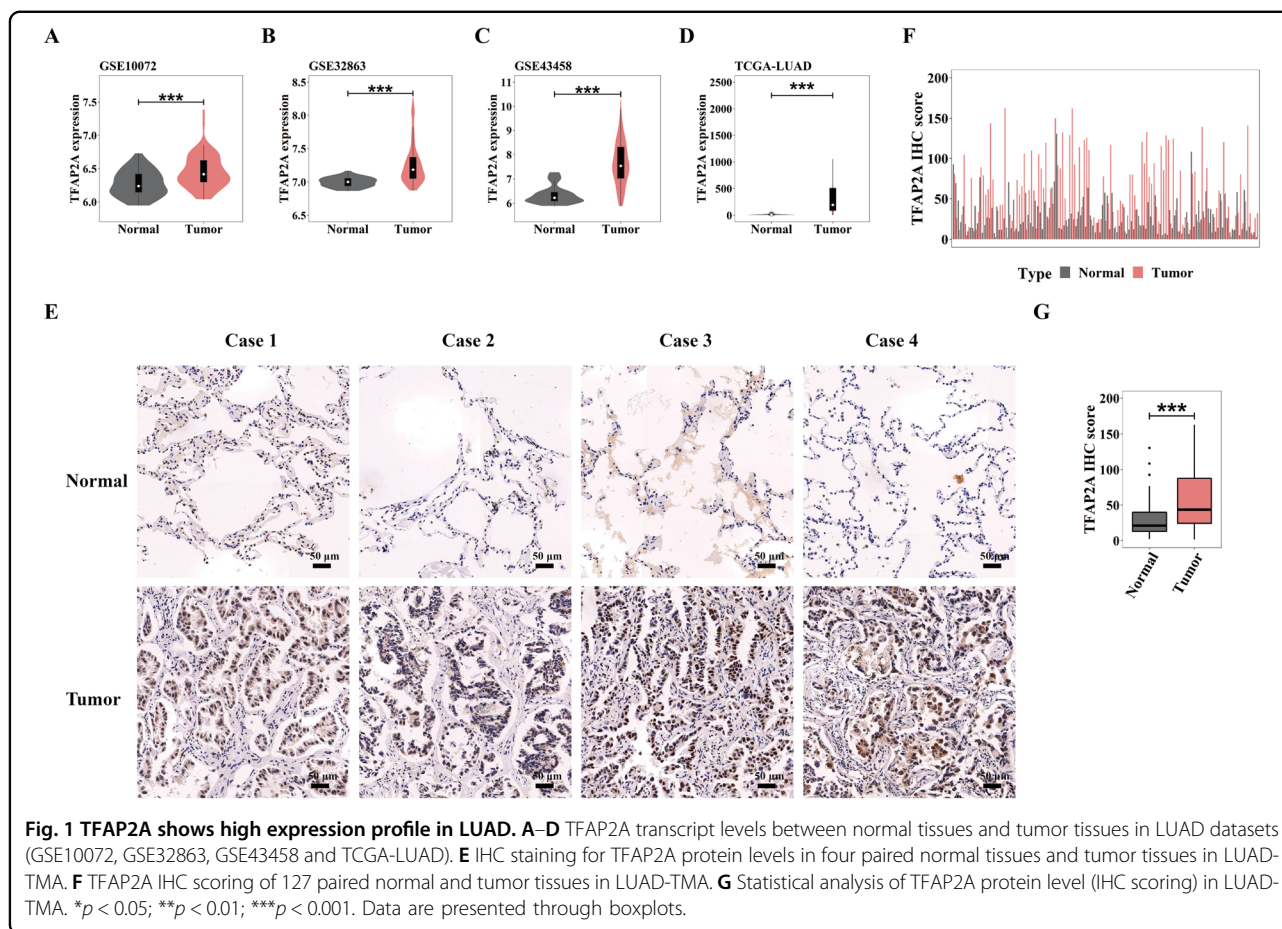 A
B
C
D
F
GSE10072
GSE32863
GSE43458
TCGA-LUAD
TFAP2A expression
7.5
7.0
6.5
6.0
***
Normal
Tumor
TFAP2A expression
8.5
8.0
7.5
7.0
6.5
***
Normal
Tumor
TFAP2A expression
11
10
9
8
7
6
***
Normal
Tumor
TFAP2A expression
2500
2000
1500
1000
500
0
***
Normal
Tumor
TFAP2A IHC score
200
150
100
50
0
Type Normal Tumor
E
G
Case 1
Case 2
Case 3
Case 4
Normal
50 μm
50 μm
50 μm
50 μm
Tumor
50 μm
50 μm
50 μm
50 μm
TFAP2A IHC score
200
150
100
50
0
***
Normal
Tumor
Fig. 1 TFAP2A shows high expression profile in LUAD. A–D TFAP2A transcript levels between normal tissues and tumor tissues in LUAD datasets
(GSE10072, GSE32863, GSE43458 and TCGA-LUAD). E IHC staining for TFAP2A protein levels in four paired normal tissues and tumor tissues in LUAD-
TMA. F TFAP2A IHC scoring of 127 paired normal and tumor tissues in LUAD-TMA. G Statistical analysis of TFAP2A protein level (IHC scoring) in LUAD-
TMA. *p < 0.05; **p < 0.01; ***p < 0.001. Data are presented through boxplots.